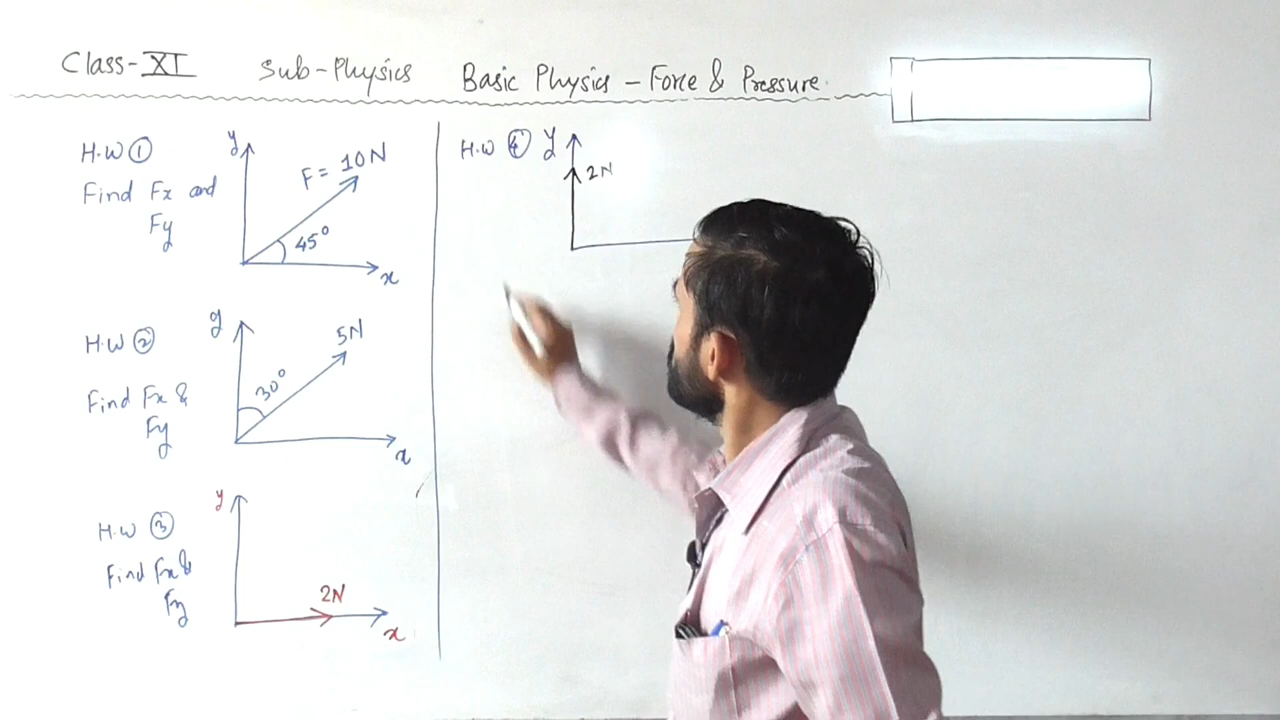 Class-XI Sub-Physics Basic Physics - Force & Pressure.
H.W ①
Find Fx and
Fy
y
F = 10N
45°
x
H.W ②
Find Fx &
Fy
y
5N
30°
x
H.W ③
Find Fx &
Fy
y
2N
x
H.W ④
y
2N